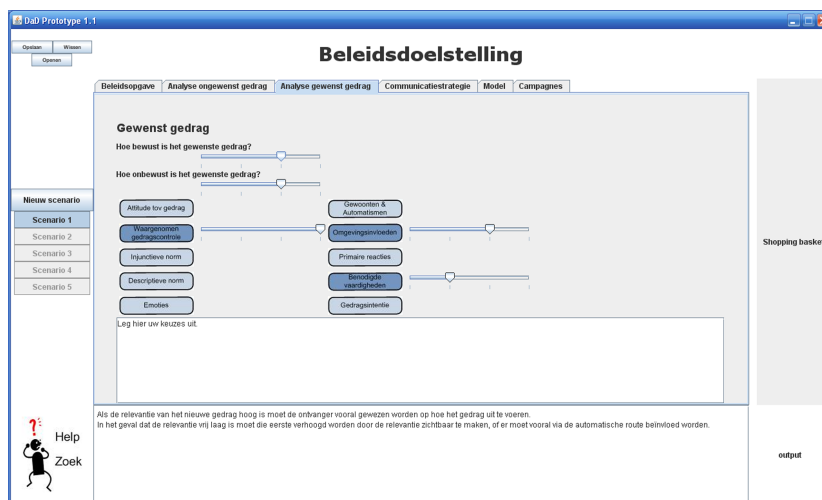 DaD Prototype 1.1
Opslaan Wissen
Openen
Beleidsdoelstelling
Beleidsopgave Analyse ongewenst gedrag Analyse gewenst gedrag Communicatiestrategie Model Campagnes
Gewenst gedrag
Hoe bewust is het gewenste gedrag?
Hoe onbewust is het gewenste gedrag?
Nieuw scenario
Scenario 1
Scenario 2
Scenario 3
Scenario 4
Scenario 5
Attitude tov gedrag
Gewoonten &
Automatismen
Waargenomen
gedragscontrole
Omgevingsinvloeden
Injunctieve norm
Primaire reacties
Descriptieve norm
Benodigde
vaardigheden
Emoties
Gedragsintentie
Shopping basket
Leg hier uw keuzes uit.
Als de relevantie van het nieuwe gedrag hoog is moet de ontvanger vooral gewezen worden op hoe het gedrag uit te voeren.
In het geval dat de relevantie vrij laag is moet die eerste verhoogd worden door de relevantie zichtbaar te maken, of er moet vooral via de automatische route beïnvloed worden.
Help
Zoek
output